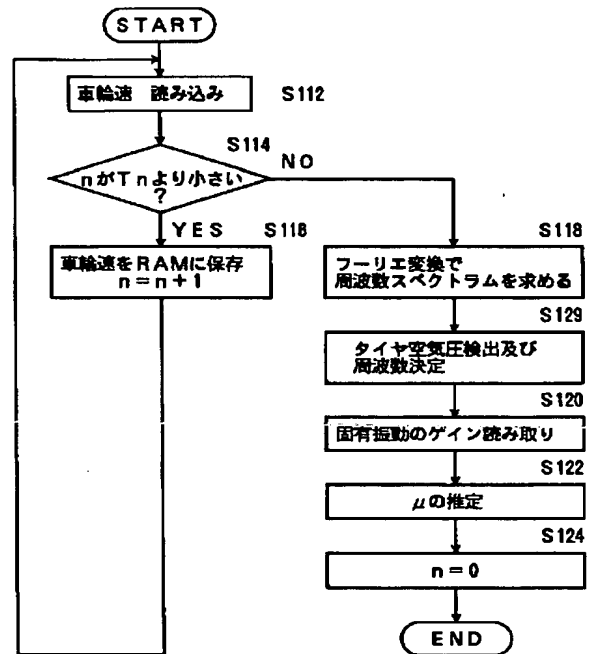 START
車輪速 読み込み
S112
S114
nがTnより小さい
?
NO
YES
S118
車輪速をRAMに保存
n=n+1
S118
フーリエ変換で
周波数スペクトラムを求める
S129
タイヤ空気圧検出及び
周波数決定
S120
固有振動のゲイン読み取り
S122
μの推定
S124
n=0
END